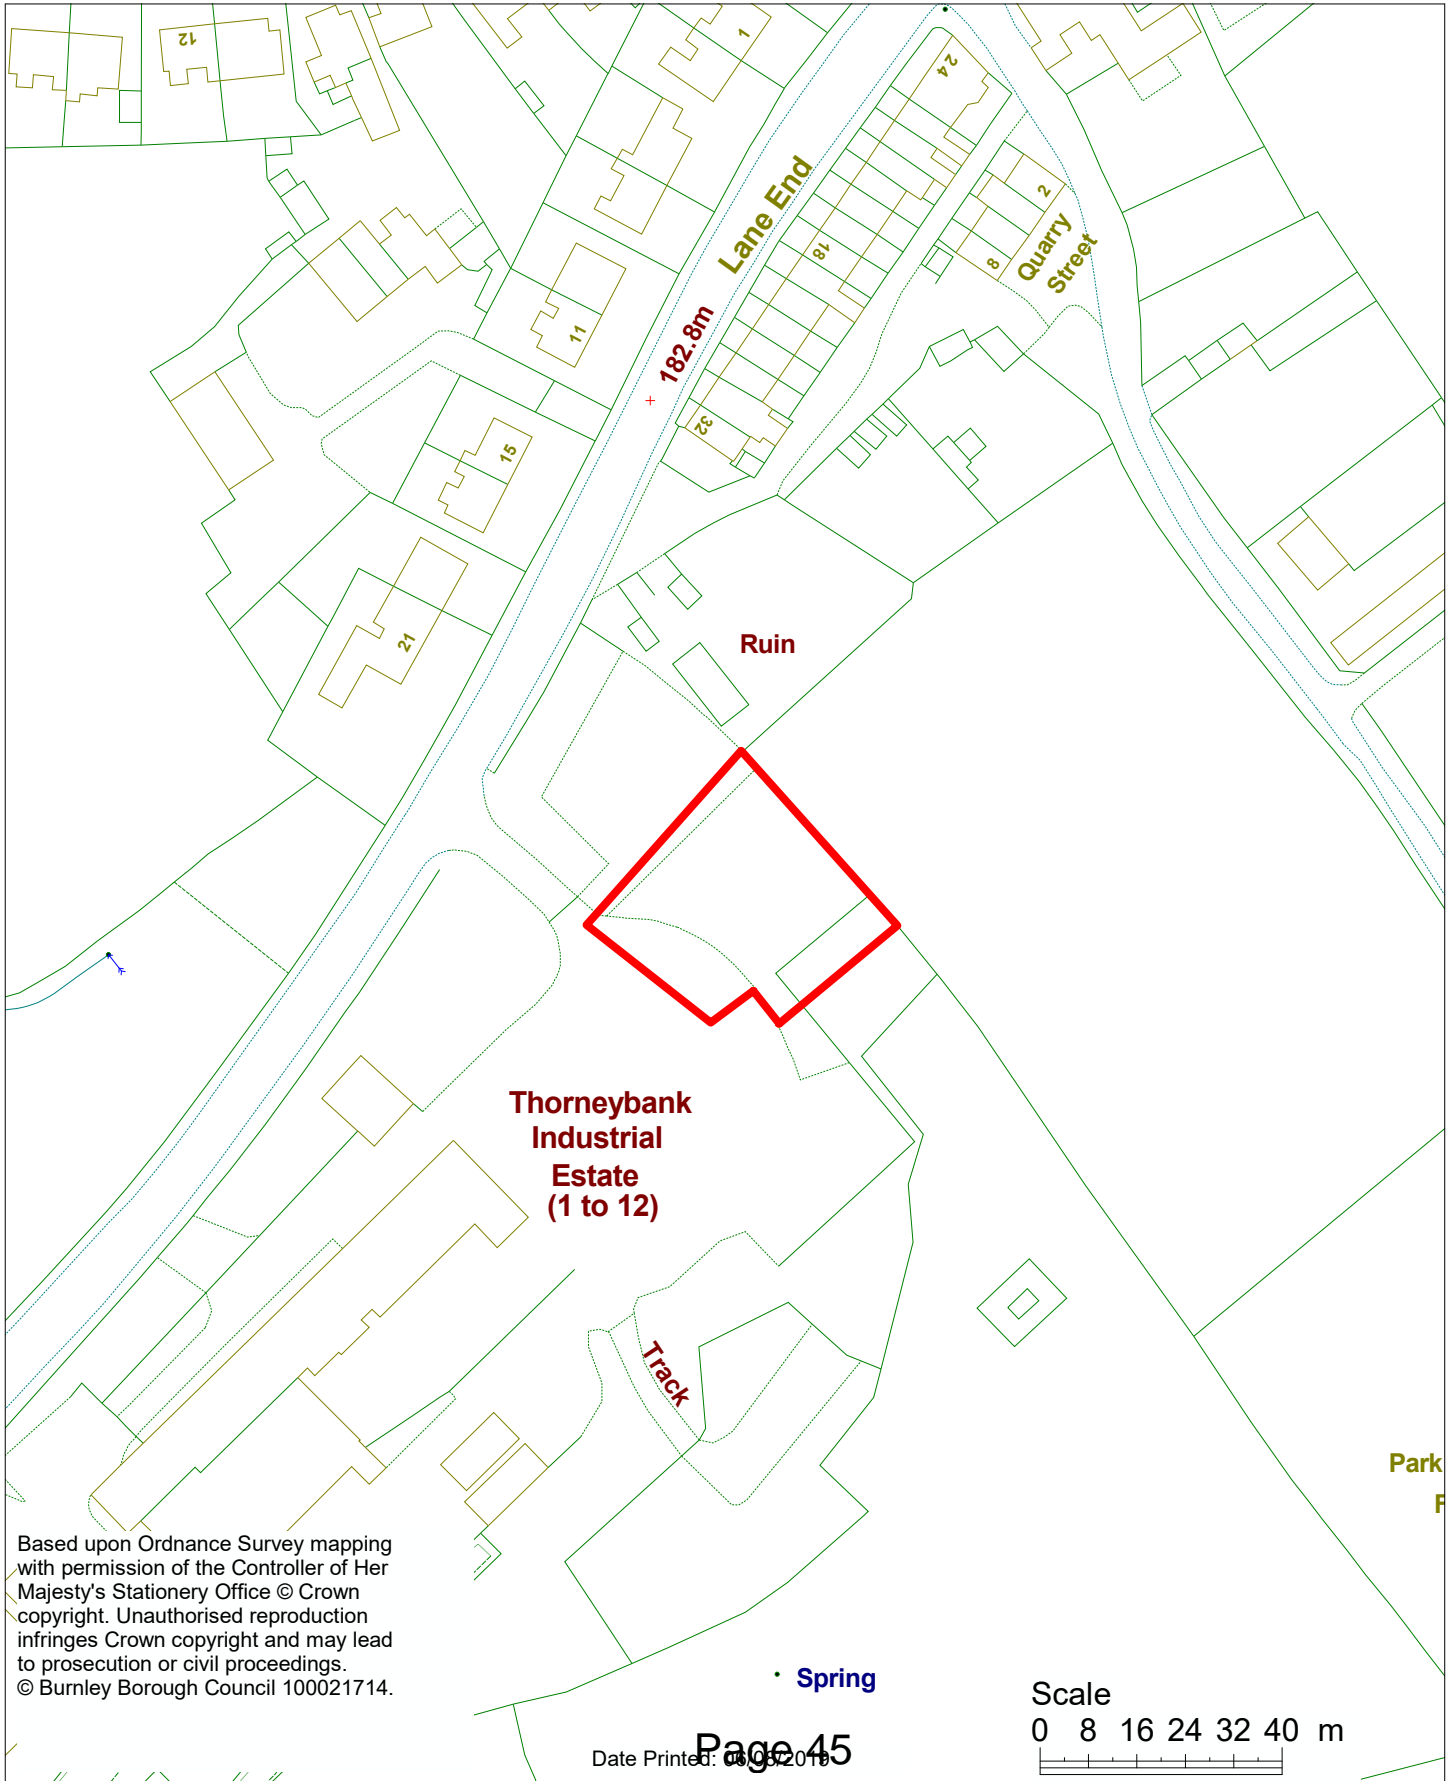 12
1
24
Lane End
2
Quarry
Street
8
18
11
182.8m
32
15
21
Ruin
Thorneybank
Industrial
Estate
(1 to 12)
Track
Park
F
Based upon Ordnance Survey mapping
with permission of the Controller of Her
Majesty's Stationery Office © Crown
copyright. Unauthorised reproduction
infringes Crown copyright and may lead
to prosecution or civil proceedings.
© Burnley Borough Council 100021714.
Spring
Scale
0 8 16 24 32 40 m
Page 45
Date Printed: